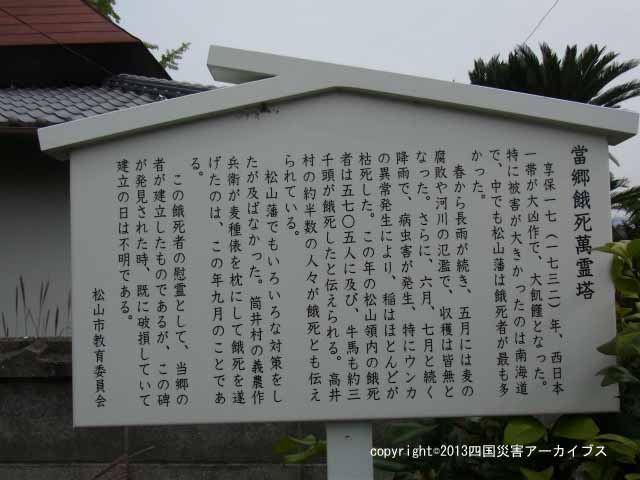 當郷餓死萬霊塔
享保一七(一七三二)年、西日本
一帯が大凶作で、大飢饉となった。
特に被害が大きかったのは南海道
で、中でも松山藩は餓死者が最も多
かった。
春から長雨が続き、五月には麦の
腐敗や河川の氾濫で、収穫は皆無と
なった。さらに、六月、七月と続く
降雨で、病虫害が発生、特にウンカ
の異常発生により、稲はほとんどが
枯死した。この年の松山領内の餓死
者は五七〇五人に及び、牛馬も約三
千頭が餓死したと伝えられる。高井
村の約半数の人々が餓死とも伝え
られている。
松山藩でもいろいろな対策をし
たが及ばなかった。筒井村の義農作
兵衛が麦種俵を枕にして餓死を遂
げたのは、この年九月のことであ
る。
この餓死者の慰霊として、当郷の
者が建立したものであるが、この碑
が発見された時、既に破損していて
建立の日は不明である。
松山市教育委員会
copyright©2013四国災害アーカイブス